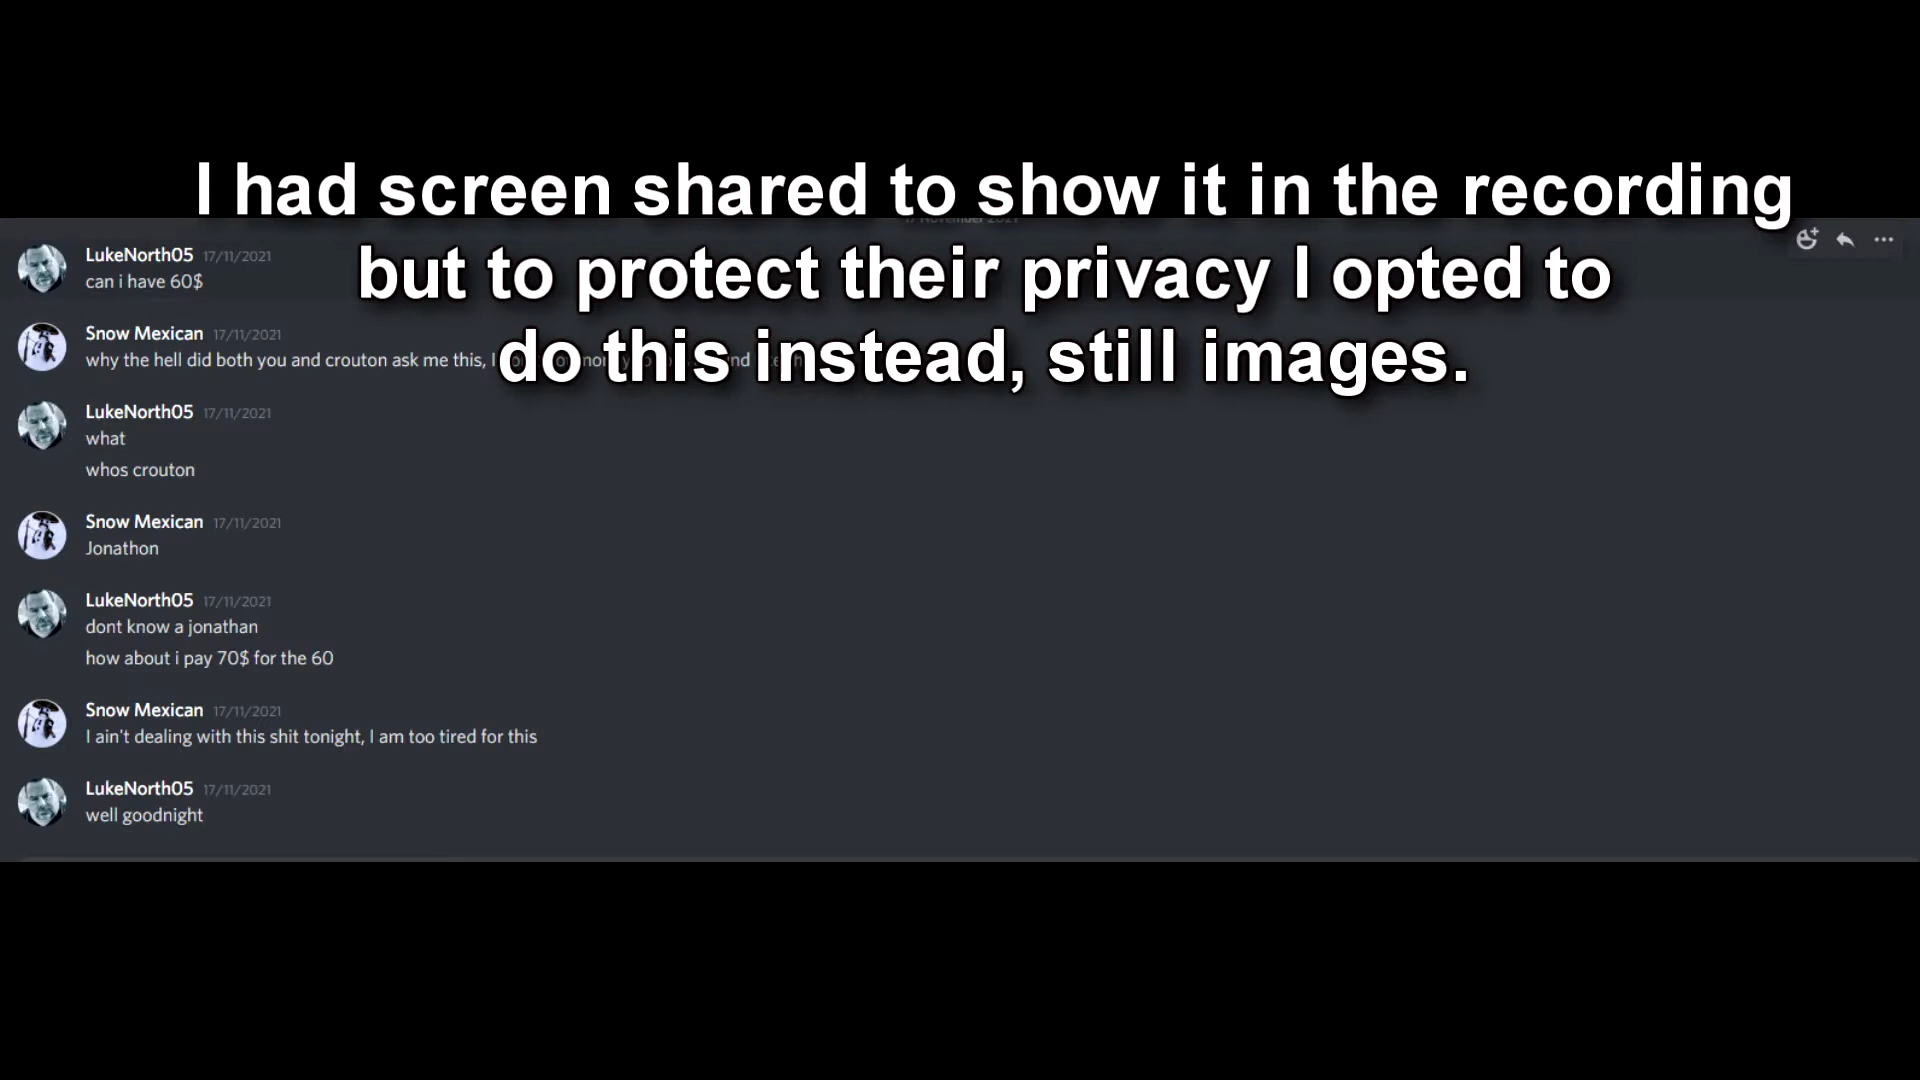 I had screen shared to show it in the recording
but to protect their privacy I opted to
do this instead, still images.
17 November 2021
LukeNorth05 17/11/2021
can i have 60$
Snow Mexican 17/11/2021
why the hell did both you and crouton ask me this, I
LukeNorth05 17/11/2021
what
whos crouton
Snow Mexican 17/11/2021
Jonathon
LukeNorth05 17/11/2021
dont know a jonathan
how about i pay 70$ for the 60
Snow Mexican 17/11/2021
I ain't dealing with this shit tonight, I am too tired for this
LukeNorth05 17/11/2021
well goodnight